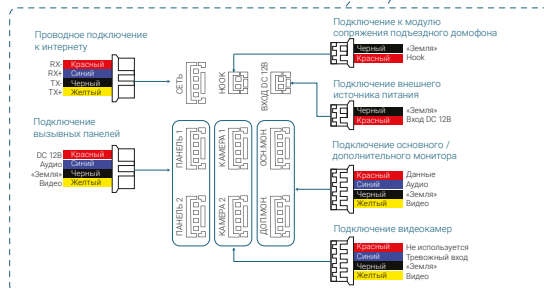 Проводное подключение
к интернету
RX- Красный
RX+ Синий
TX- Черный
TX+ Желтый
Подключение
вызывных панелей
DC 12В Красный
Аудио Синий
«Земля» Черный
Видео Желтый
СЕТЬ
HOOK
ВХОД DC 12В
ПАНЕЛЬ 1
КАМЕРА 1
ОСН.МОН.
ПАНЕЛЬ 2
КАМЕРА 2
ДОП.МОН.
Подключение к модулю
сопряжения подъездного домофона
Черный «Земля»
Красный Hook
Подключение внешнего
источника питания
Черный «Земля»
Красный Вход DC 12В
Подключение основного /
дополнительного монитора
Красный Данные
Синий Аудио
Черный «Земля»
Желтый Видео
Подключение видеокамер
Красный Не используется
Синий Тревожный вход
Черный «Земля»
Желтый Видео